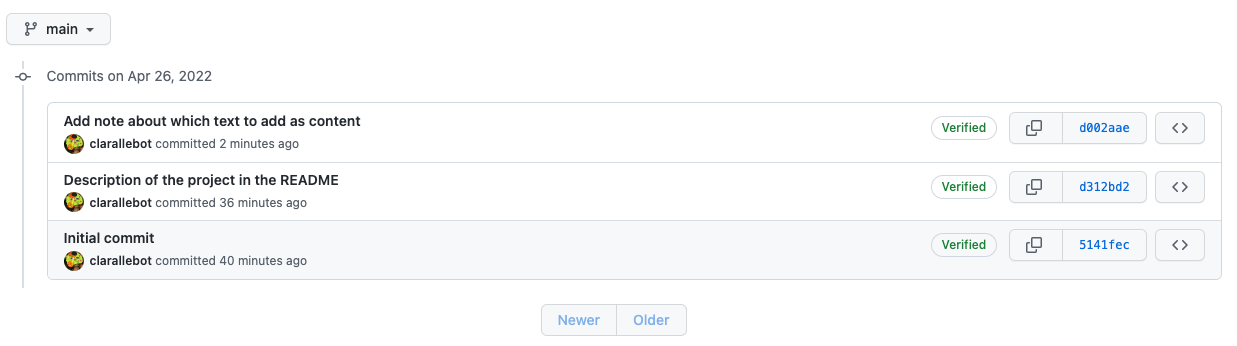 main
Commits on Apr 26, 2022
Add note about which text to add as content
clarallebot committed 2 minutes ago
Verified
d002aae
Description of the project in the README
clarallebot committed 36 minutes ago
Verified
d312bd2
Initial commit
clarallebot committed 40 minutes ago
Verified
5141fec
Newer
Older